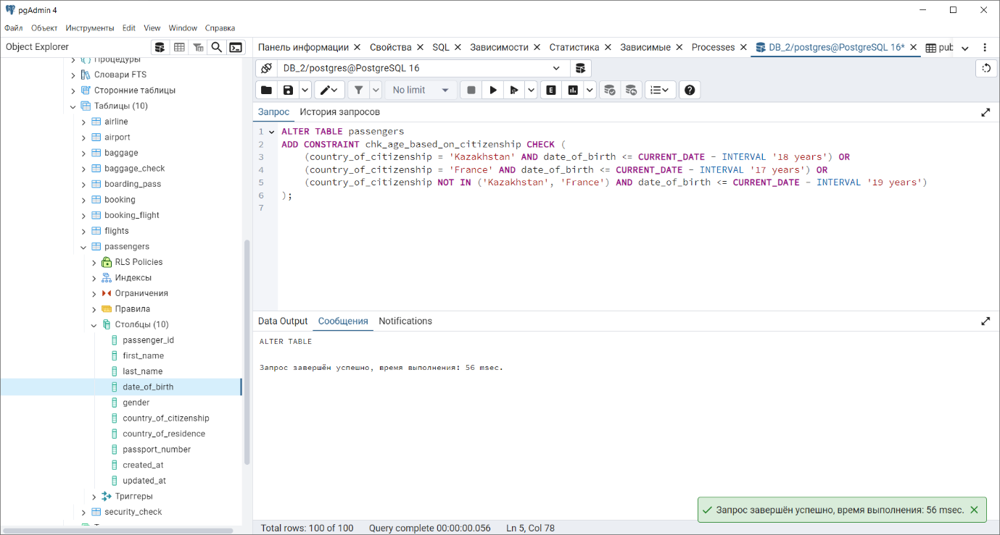 pgAdmin 4
Файл Объект Инструменты Edit View Window Справка
Object Explorer
Панель информации Свойства SQL Зависимости Статистика Зависимые Processes DB_2/postgres@PostgreSQL 16* pub
DB_2/postgres@PostgreSQL 16
No limit
E
Запрос История запросов
Процедуры
Словари FTS
Сторонние таблицы
Таблицы (10)
airline
airport
baggage
baggage_check
boarding_pass
booking
booking_flight
flights
passengers
RLS Policies
Индексы
Ограничения
Правила
Столбцы (10)
passenger_id
first_name
last_name
date_of_birth
gender
country_of_citizenship
country_of_residence
passport_number
created_at
updated_at
Триггеры
security_check
1 ALTER TABLE passengers
2 ADD CONSTRAINT chk_age_based_on_citizenship CHECK (
3 (country_of_citizenship = 'Kazakhstan' AND date_of_birth <= CURRENT_DATE - INTERVAL '18 years') OR
4 (country_of_citizenship = 'France' AND date_of_birth <= CURRENT_DATE - INTERVAL '17 years') OR
5 (country_of_citizenship NOT IN ('Kazakhstan', 'France') AND date_of_birth <= CURRENT_DATE - INTERVAL '19 years')
6 );
7
Data Output Сообщения Notifications
ALTER TABLE
Запрос завершён успешно, время выполнения: 56 msec.
Запрос завершён успешно, время выполнения: 56 msec.
Total rows: 100 of 100 Query complete 00:00:00.056 Ln 5, Col 78